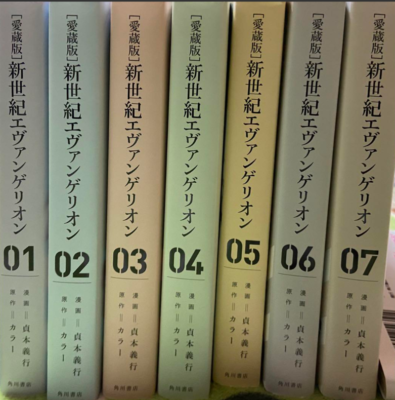 [愛蔵版]新世紀エヴァンゲリオン
01
漫画=貞本義行
原作=カラー
[愛蔵版]新世紀エヴァンゲリオン
02
漫画=貞本義行
原作=カラー
角川書店
[愛蔵版]新世紀エヴァンゲリオン
03
漫画=貞本義行
原作=カラー
角川書店
[愛蔵版]新世紀エヴァンゲリオン
04
漫画=貞本義行
原作=カラー
角川書店
[愛蔵版]新世紀エヴァンゲリオン
05
漫画=貞本義行
原作=カラー
角川書店
[愛蔵版]新世紀エヴァンゲリオン
06
漫画=貞本義行
原作=カラー
角川書店
[愛蔵版]新世紀エヴァンゲリオン
07
漫画=貞本義行
原作=カラー
角川書店